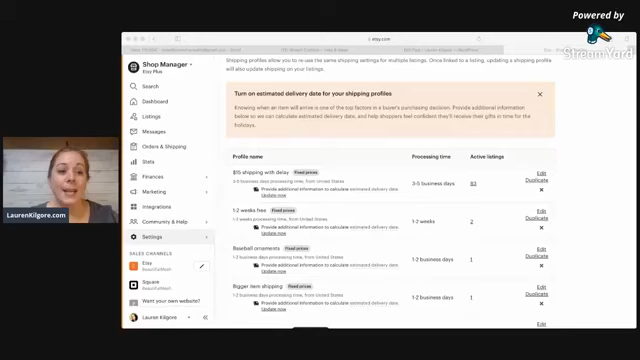 Powered by
StreamYard
etsy.com
Shop Manager
Etsy Plus
Search
Dashboard
Listings
Messages
Orders & Shipping
Stats
Finances
Marketing
Integrations
Community & Help
Settings
SALES CHANNELS
Etsy
Square
Want your own website?
Lauren Kilgore
LaurenKilgore.com
Shipping profiles allow you to re-use the same shipping settings for multiple listings. Once linked to a listing, updating a shipping profile
will also update shipping on your listings.
Turn on estimated delivery date for your shipping profiles
Knowing when an item will arrive is one of the top factors in a buyer's purchasing decision. Provide additional information
below so we can calculate estimated delivery date, and help shoppers feel confident they'll receive their gifts in time for the
holidays.
Profile name Processing time Active listings
$15 shipping with delay Fixed prices Edit
3-5 business days processing time, from United States 3-5 business days 83 Duplicate
Provide additional information to calculate estimated delivery date.
Update now
1-2 weeks free Fixed prices Edit
1-2 weeks processing time, from United States 1-2 weeks 2 Duplicate
Provide additional information to calculate estimated delivery date.
Update now
Baseball ornaments Fixed prices Edit
1-2 business days processing time, from United States 1-2 business days 1 Duplicate
Provide additional information to calculate estimated delivery date.
Update now
Bigger item shipping Fixed prices Edit
1-2 business days processing time, from United States 1-2 business days 1 Duplicate
Provide additional information to calculate estimated delivery date.
Update now
Edit